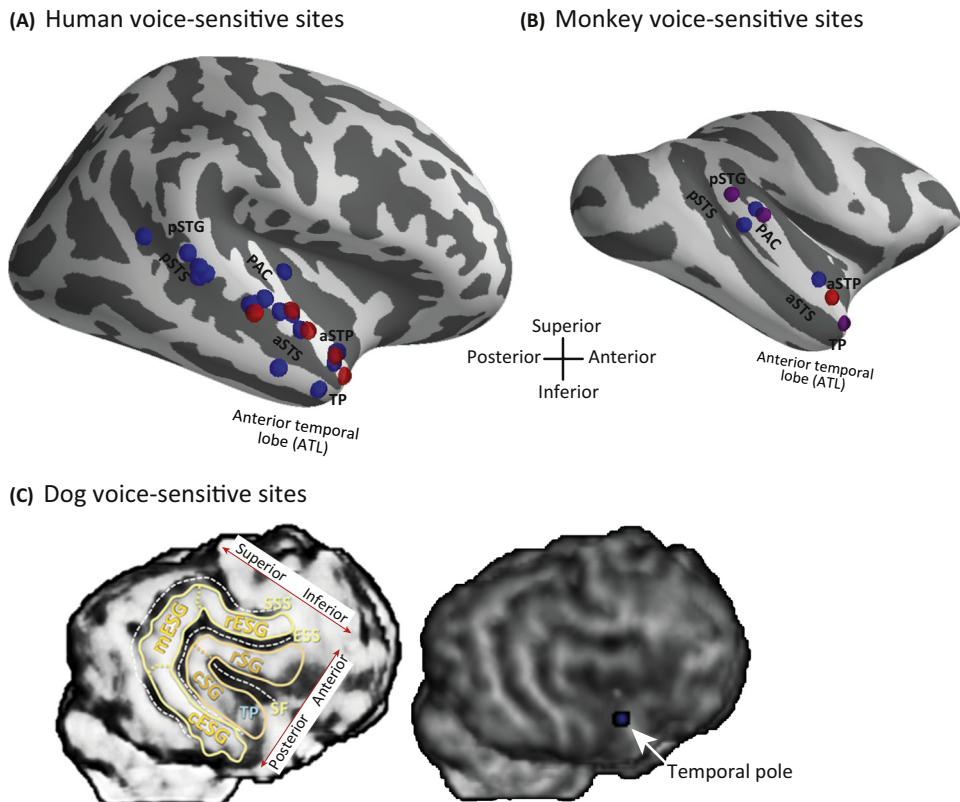 (A) Human voice-sensitive sites
pSTG
pSTS
PAC
aSTS
aSTP
TP
Anterior temporal
lobe (ATL)
(B) Monkey voice-sensitive sites
pSTG
pSTS
PAC
aSTP
aSTS
TP
Anterior temporal
lobe (ATL)
Superior
Posterior
Anterior
Inferior
(C) Dog voice-sensitive sites
Superior
Inferior
SSS
rESG
ESS
mESG
rSG
cSG
TP
SF
cESG
Anterior
Posterior
Temporal pole